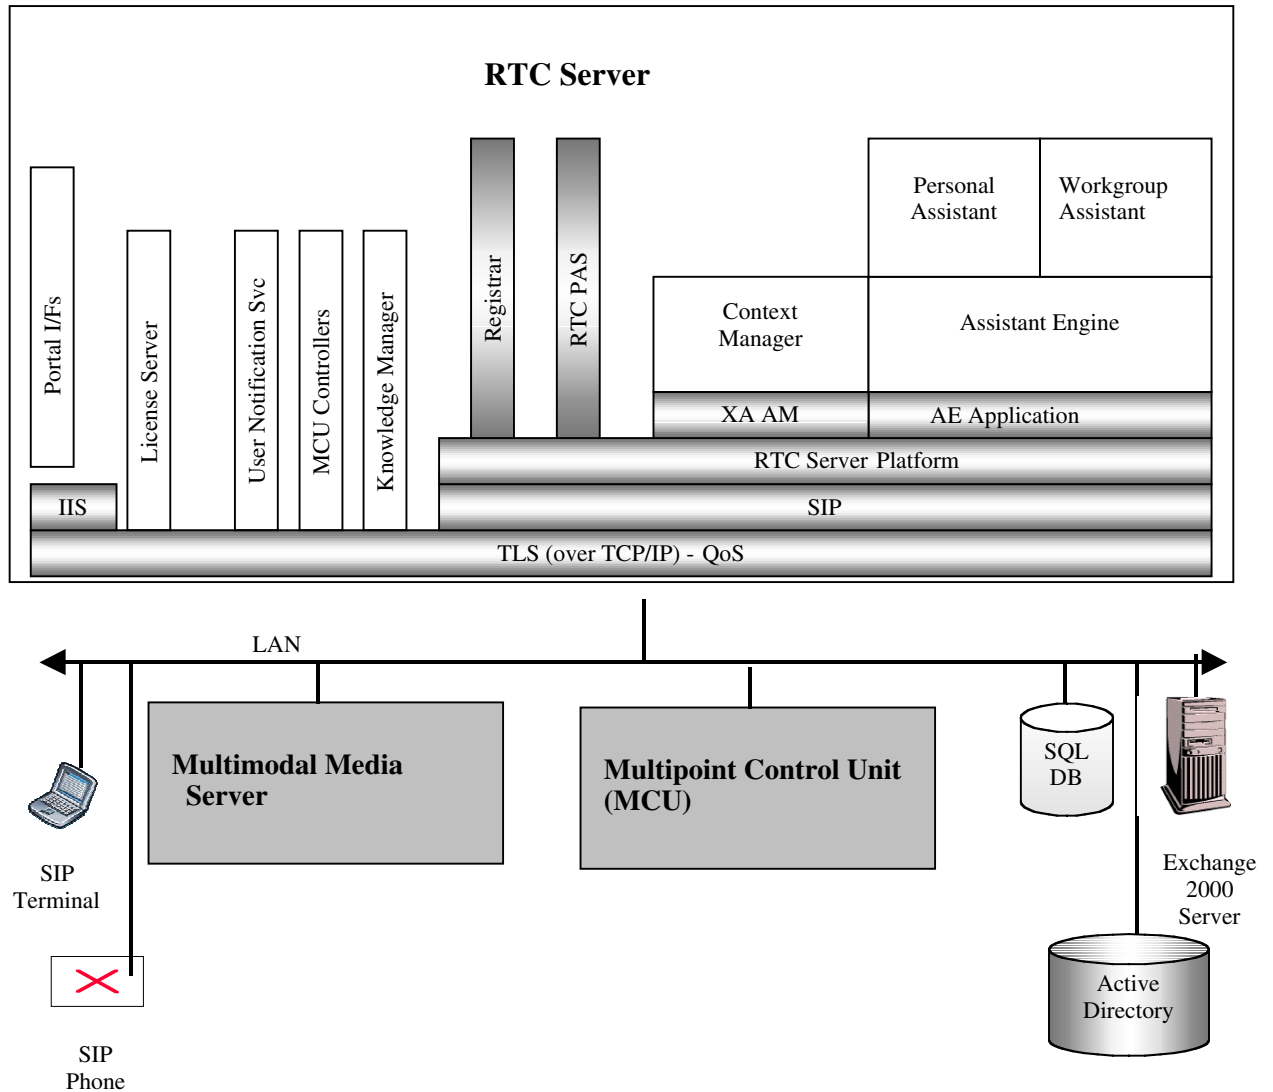 RTC Server
Portal I/Fs
License Server
User Notification Svc
MCU Controllers
Knowledge Manager
Registrar
RTC PAS
Personal
Assistant
Workgroup
Assistant
Context
Manager
Assistant Engine
XA AM
AE Application
RTC Server Platform
IIS
SIP
TLS (over TCP/IP) - QoS
LAN
Multimodal Media
Server
Multipoint Control Unit
(MCU)
SQL
DB
SIP
Terminal
Exchange
2000
Server
Active
Directory
SIP
Phone